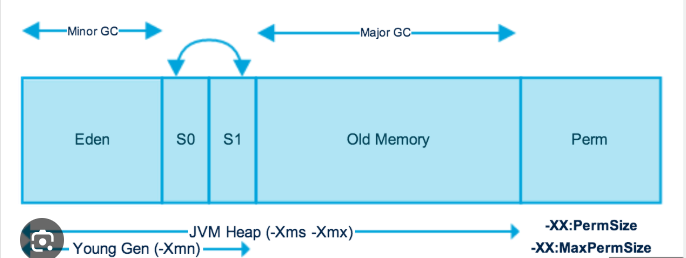 Minor GC
Major GC
Eden
S0
S1
Old Memory
Perm
JVM Heap (-Xms -Xmx)
-XX:PermSize
Young Gen (-Xmn)
-XX:MaxPermSize